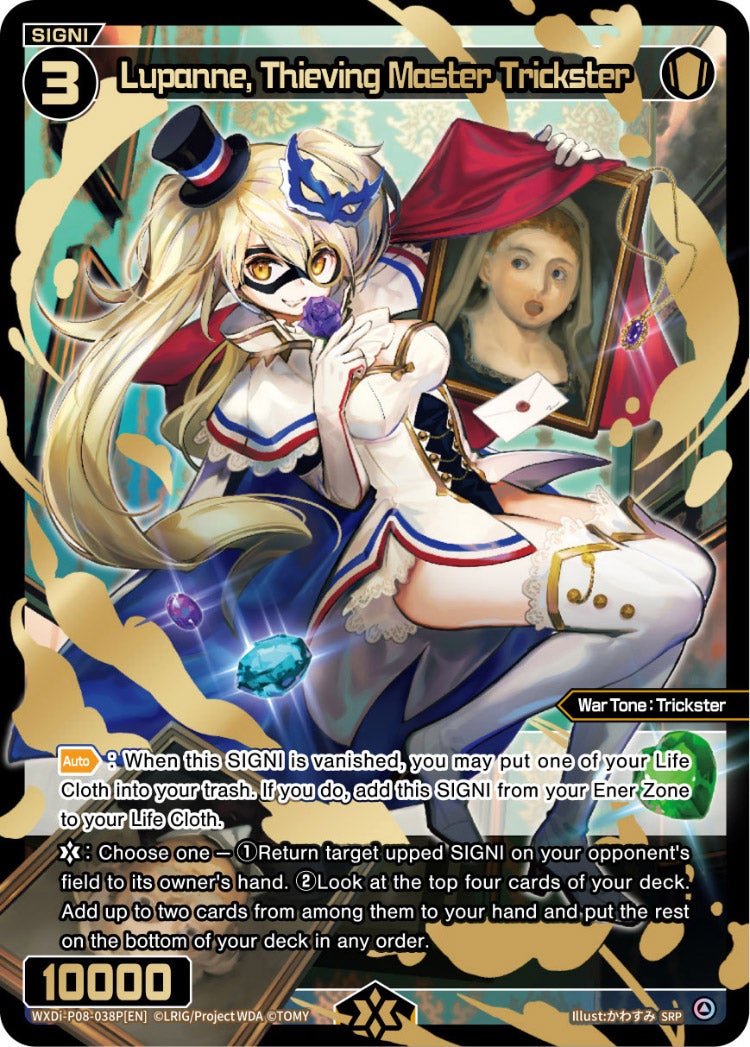 SIGNI
3
Lupanne, Thieving Master Trickster
War Tone : Trickster
Auto : When this SIGNI is vanished, you may put one of your Life
Cloth into your trash. If you do, add this SIGNI from your Ener Zone
to your Life Cloth.
: Choose one – ①Return target upped SIGNI on your opponent's
field to its owner's hand. ②Look at the top four cards of your deck.
Add up to two cards from among them to your hand and put the rest
on the bottom of your deck in any order.
10000
WXDi-P08-038P[EN] ©LRIG/Project WDA ©TOMY
Illust:かわすみ SRP